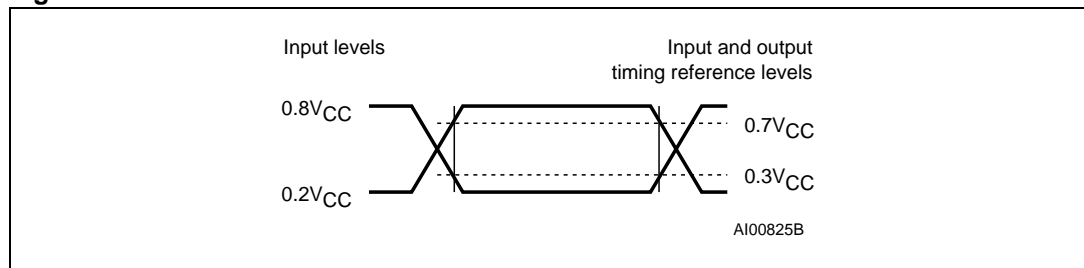 Input levels
Input and output
timing reference levels
0.8VCC
0.7VCC
0.3VCC
0.2VCC
AI00825B